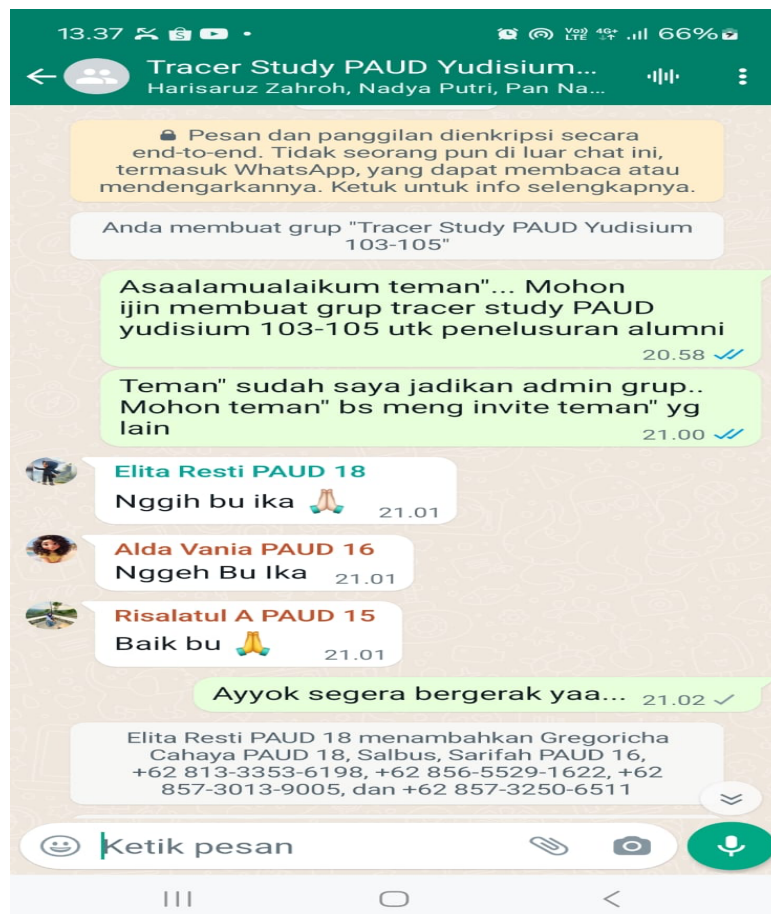 13.37
VoD LTE 4G+ 66%
Tracer Study PAUD Yudisium...
Harisaruz Zahroh, Nadya Putri, Pan Na...
Pesan dan panggilan dienkripsi secara
end-to-end. Tidak seorang pun di luar chat ini,
termasuk WhatsApp, yang dapat membaca atau
mendengarkannya. Ketuk untuk info selengkapnya.
Anda membuat grup "Tracer Study PAUD Yudisium
103-105"
Asaalamualaikum teman"... Mohon
ijin membuat grup tracer study PAUD
yudisium 103-105 utk penelusuran alumni
20.58
Teman" sudah saya jadikan admin grup..
Mohon teman" bs meng invite teman" yg
lain
21.00
Elita Resti PAUD 18
Nggih bu ika 🙏 21.01
Alda Vania PAUD 16
Nggeh Bu Ika 21.01
Risalatul A PAUD 15
Baik bu 🙏 21.01
Ayyok segera bergerak yaa... 21.02
Elita Resti PAUD 18 menambahkan Gregoricha
Cahaya PAUD 18, Salbus, Sarifah PAUD 16,
+62 813-3353-6198, +62 856-5529-1622, +62
857-3013-9005, dan +62 857-3250-6511
Ketik pesan